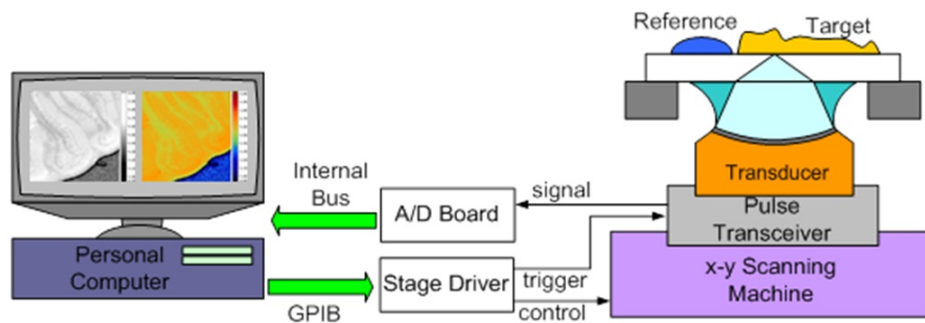 Reference
Target
Transducer
Pulse
Transceiver
x-y Scanning
Machine
Internal
Bus
signal
A/D Board
Personal
Computer
GPIB
Stage Driver
trigger
control